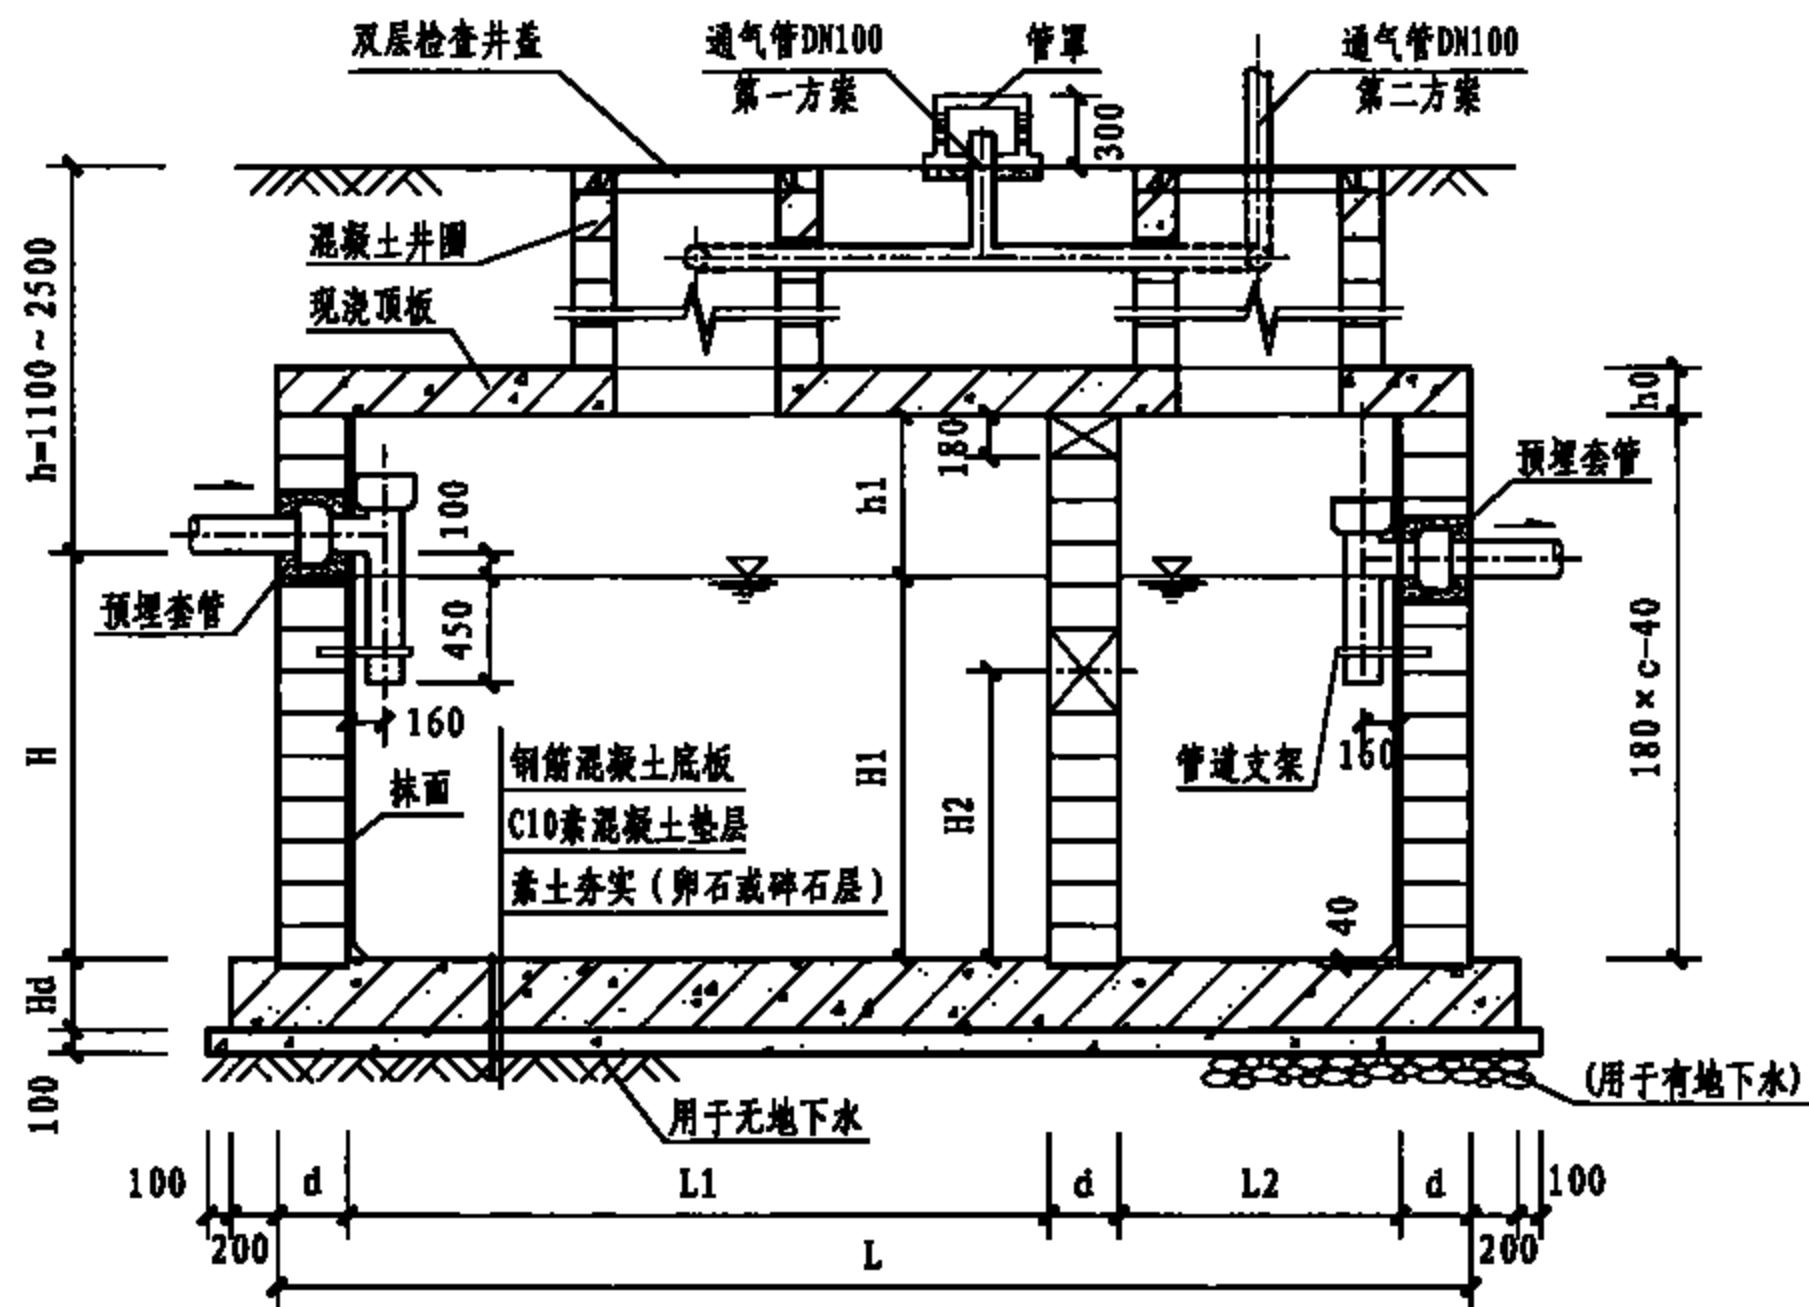 双层检查井盖
通气管DN100
第一方案
管罩
通气管DN100
第二方案
300
混凝土井圈
现浇顶板
h=1100~2500
h0
180
h1
100
预埋套管
预埋套管
450
180×c-40
160
H
抹面
钢筋混凝土底板
C10素混凝土垫层
素土夯实(卵石或碎石层)
H1
H2
管道支架
160
40
Hd
100
用于无地下水
(用于有地下水)
100
200
d
L1
d
L2
d
200
100
L